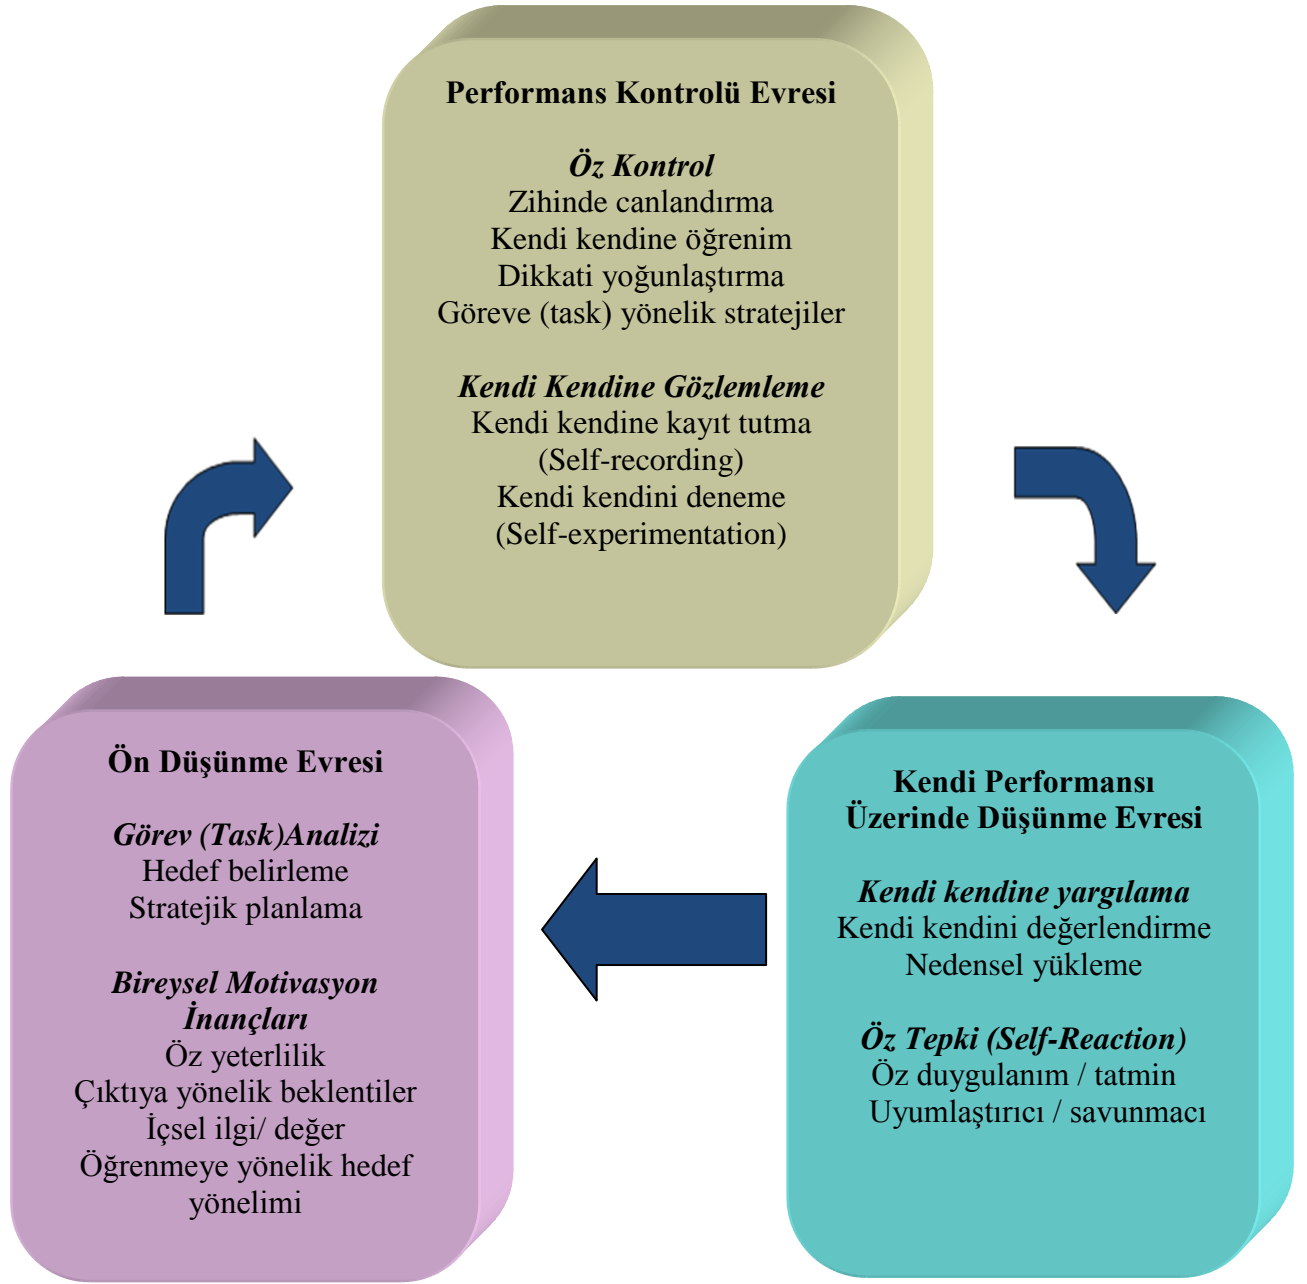 Performans Kontrolü Evresi
Öz Kontrol
Zihinde canlandırma
Kendi kendine öğrenim
Dikkati yoğunlaştırma
Göreve (task) yönelik stratejiler
Kendi Kendine Gözlemleme
Kendi kendine kayıt tutma
(Self-recording)
Kendi kendini deneme
(Self-experimentation)
Ön Düşünme Evresi
Görev (Task)Analizi
Hedef belirleme
Stratejik planlama
Bireysel Motivasyon
İnançları
Öz yeterlilik
Çıktıya yönelik beklentiler
İçsel ilgi/ değer
Öğrenmeye yönelik hedef
yönelimi
Kendi Performansı
Üzerinde Düşünme Evresi
Kendi kendine yargılama
Kendi kendini değerlendirme
Nedensel yükleme
Öz Tepki (Self-Reaction)
Öz duygulanım / tatmin
Uyumlaştırıcı / savunmacı